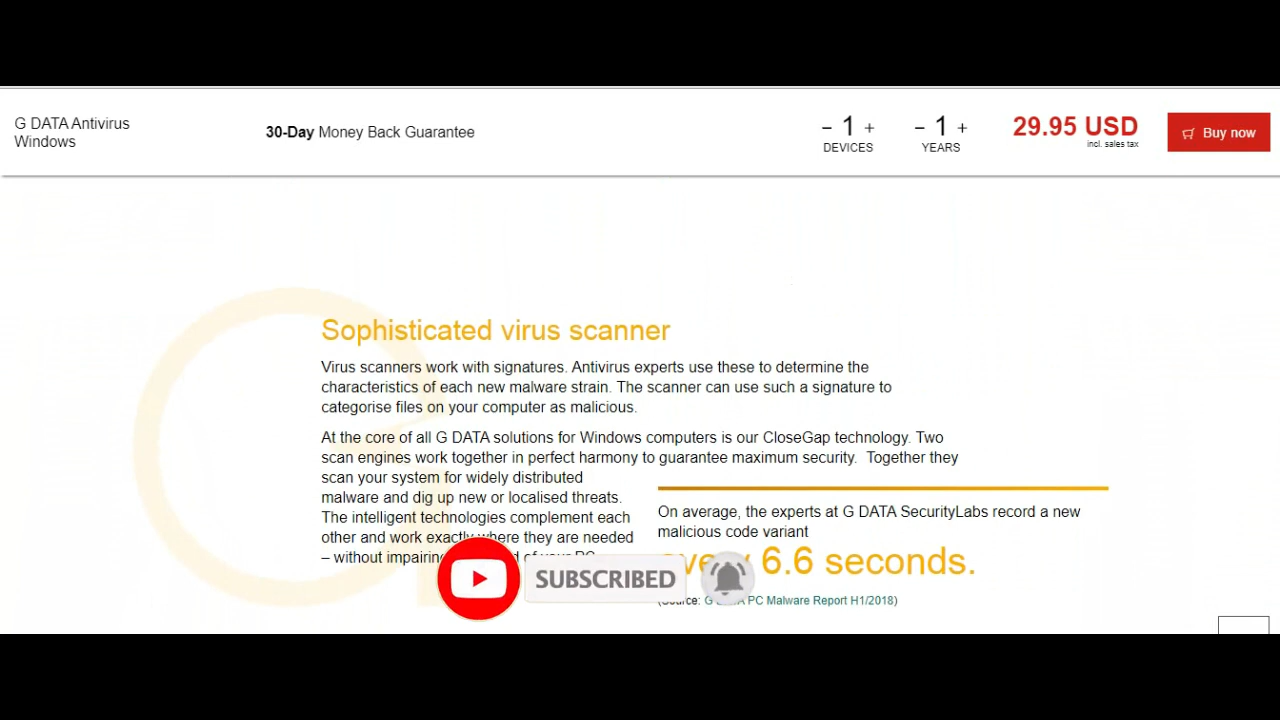 G DATA Antivirus
Windows
30-Day Money Back Guarantee
– 1 +
DEVICES
– 1 +
YEARS
29.95 USD
incl. sales tax
Buy now
Sophisticated virus scanner
Virus scanners work with signatures. Antivirus experts use these to determine the
characteristics of each new malware strain. The scanner can use such a signature to
categorise files on your computer as malicious.
At the core of all G DATA solutions for Windows computers is our CloseGap technology. Two
scan engines work together in perfect harmony to guarantee maximum security. Together they
scan your system for widely distributed
malware and dig up new or localised threats.
The intelligent technologies complement each
other and work exactly where they are needed
– without impairing of your PC
On average, the experts at G DATA SecurityLabs record a new
malicious code variant
every 6.6 seconds.
(Source: G DATA PC Malware Report H1/2018)
SUBSCRIBED